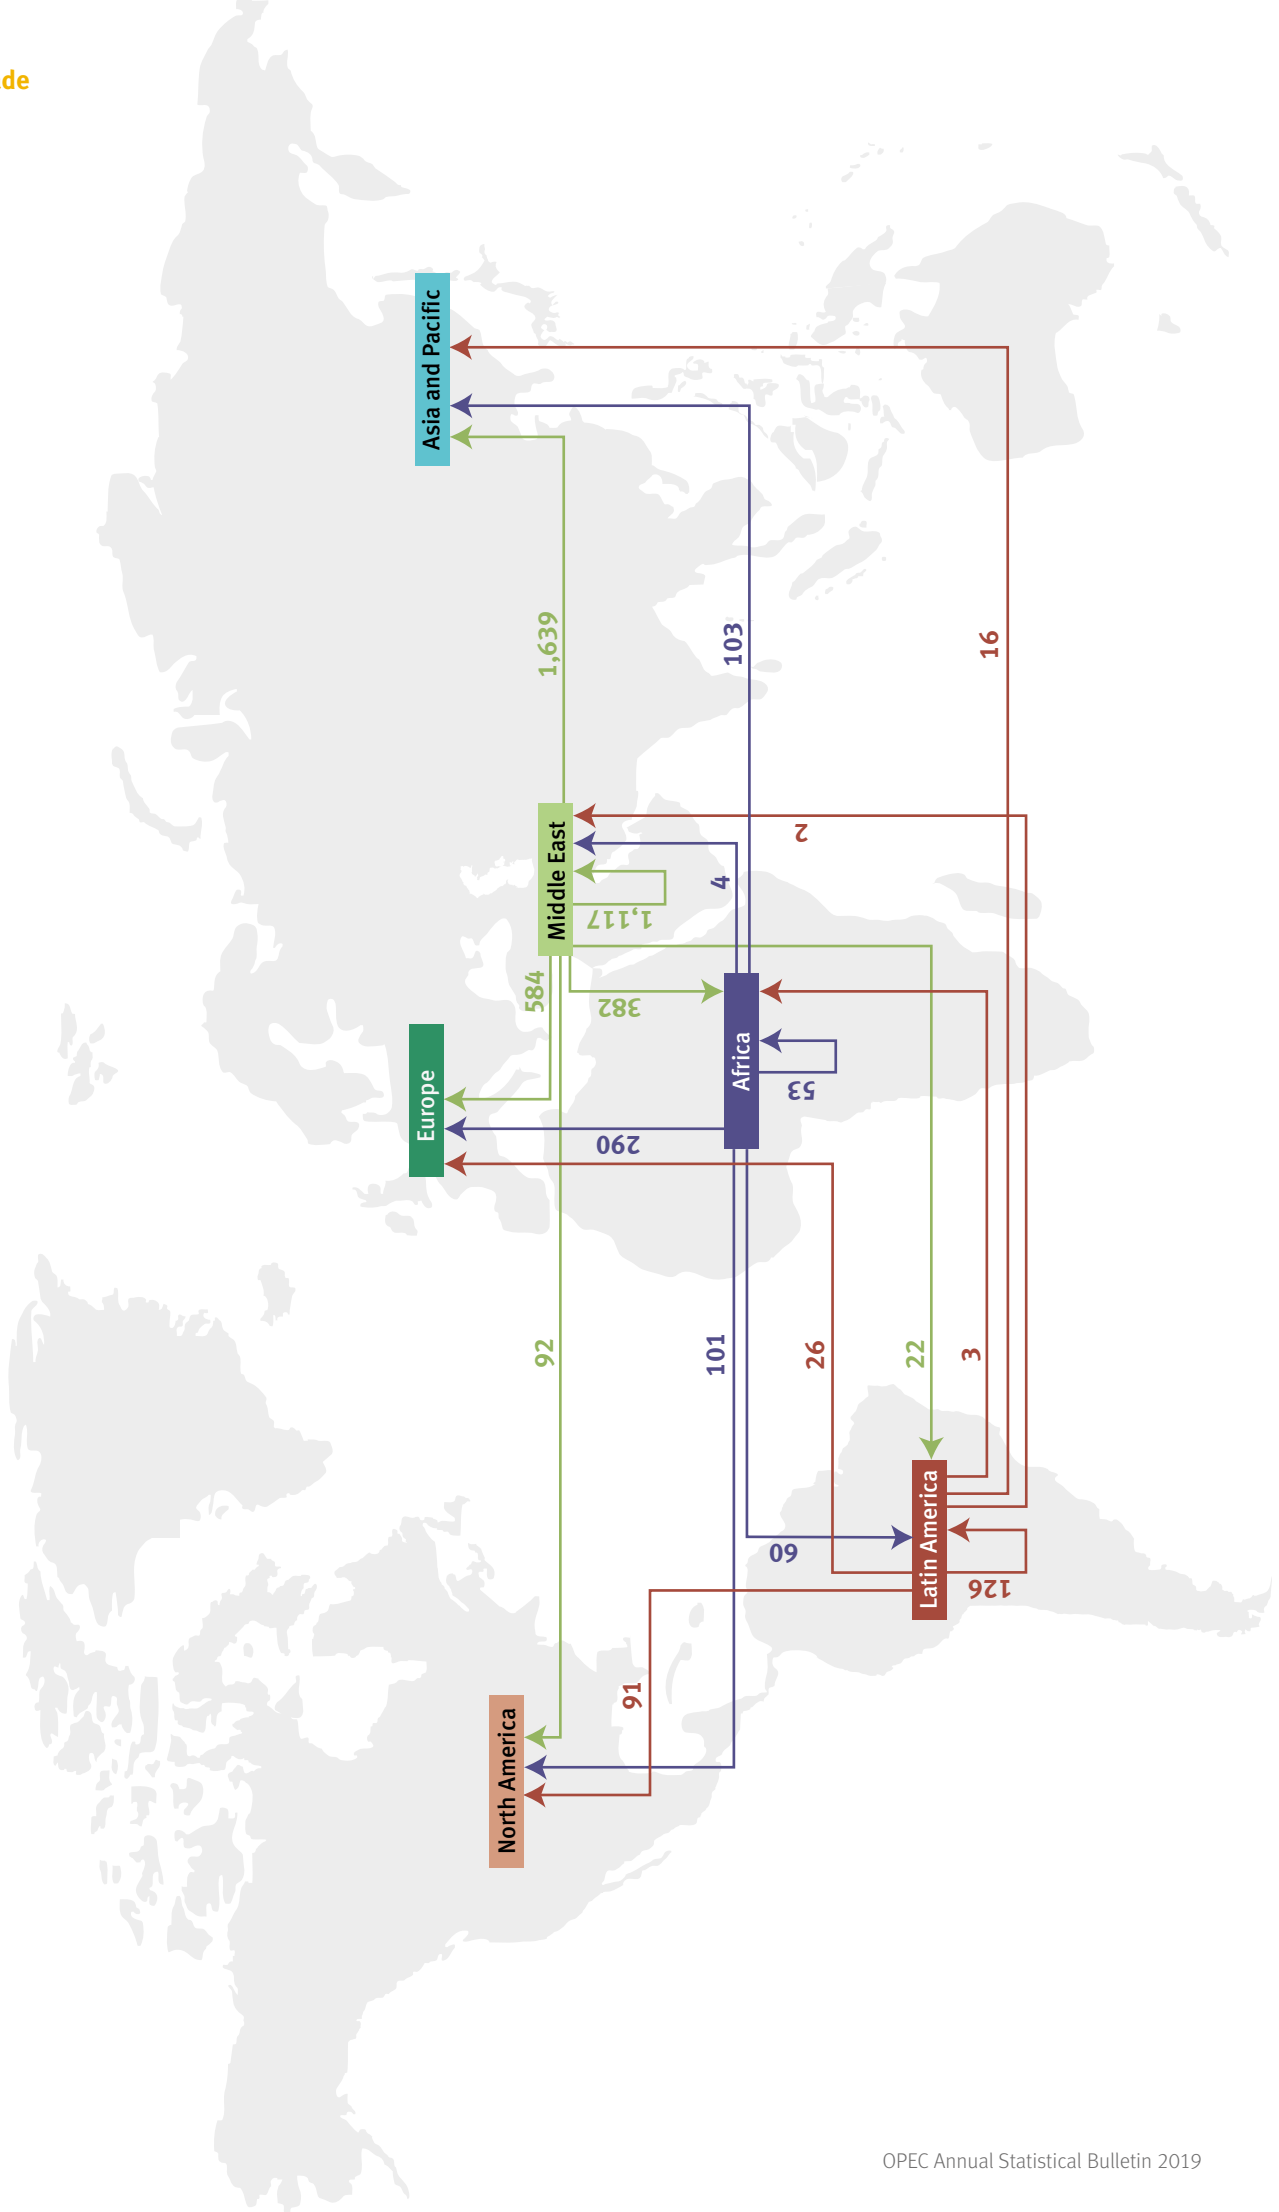 de
Asia and Pacific
1,639
103
16
Middle East
2
4
1,117
584
382
Europe
Africa
53
290
92
101
26
22
3
Latin America
60
126
91
North America
OPEC Annual Statistical Bulletin 2019